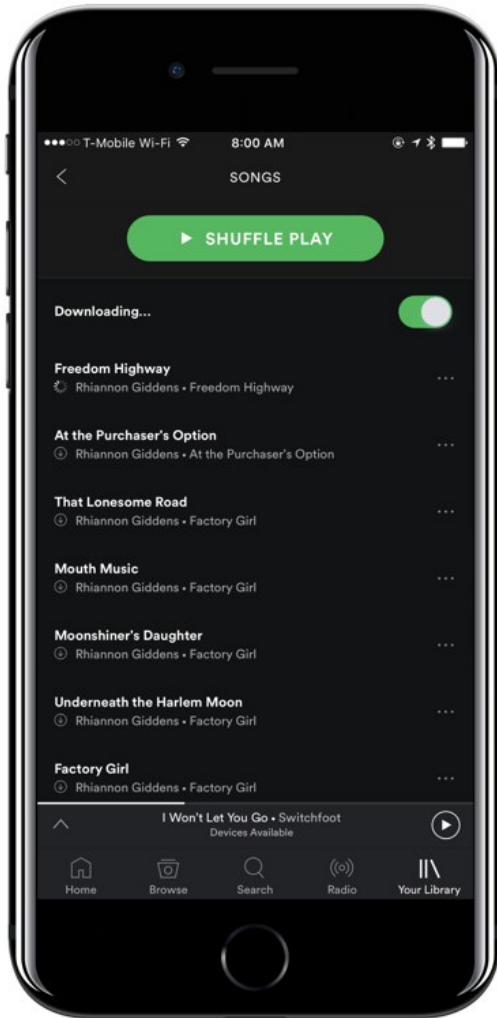 T-Mobile Wi-Fi 8:00 AM
SONGS
SHUFFLE PLAY
Downloading...
Freedom Highway
Rhiannon Giddens • Freedom Highway
At the Purchaser's Option
Rhiannon Giddens • At the Purchaser's Option
That Lonesome Road
Rhiannon Giddens • Factory Girl
Mouth Music
Rhiannon Giddens • Factory Girl
Moonshiner's Daughter
Rhiannon Giddens • Factory Girl
Underneath the Harlem Moon
Rhiannon Giddens • Factory Girl
Factory Girl
Rhiannon Giddens • Factory Girl
I Won't Let You Go • Switchfoot
Devices Available
Home Browse Search Radio Your Library